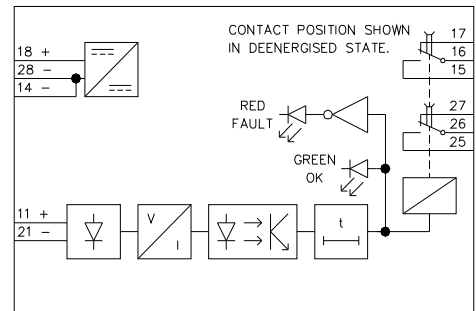 CONTACT POSITION SHOWN
IN DEENERGISED STATE.
17
16
15
18 +
28 -
14 -
27
26
25
RED
FAULT
GREEN
OK
11 +
21 -
V
I
t